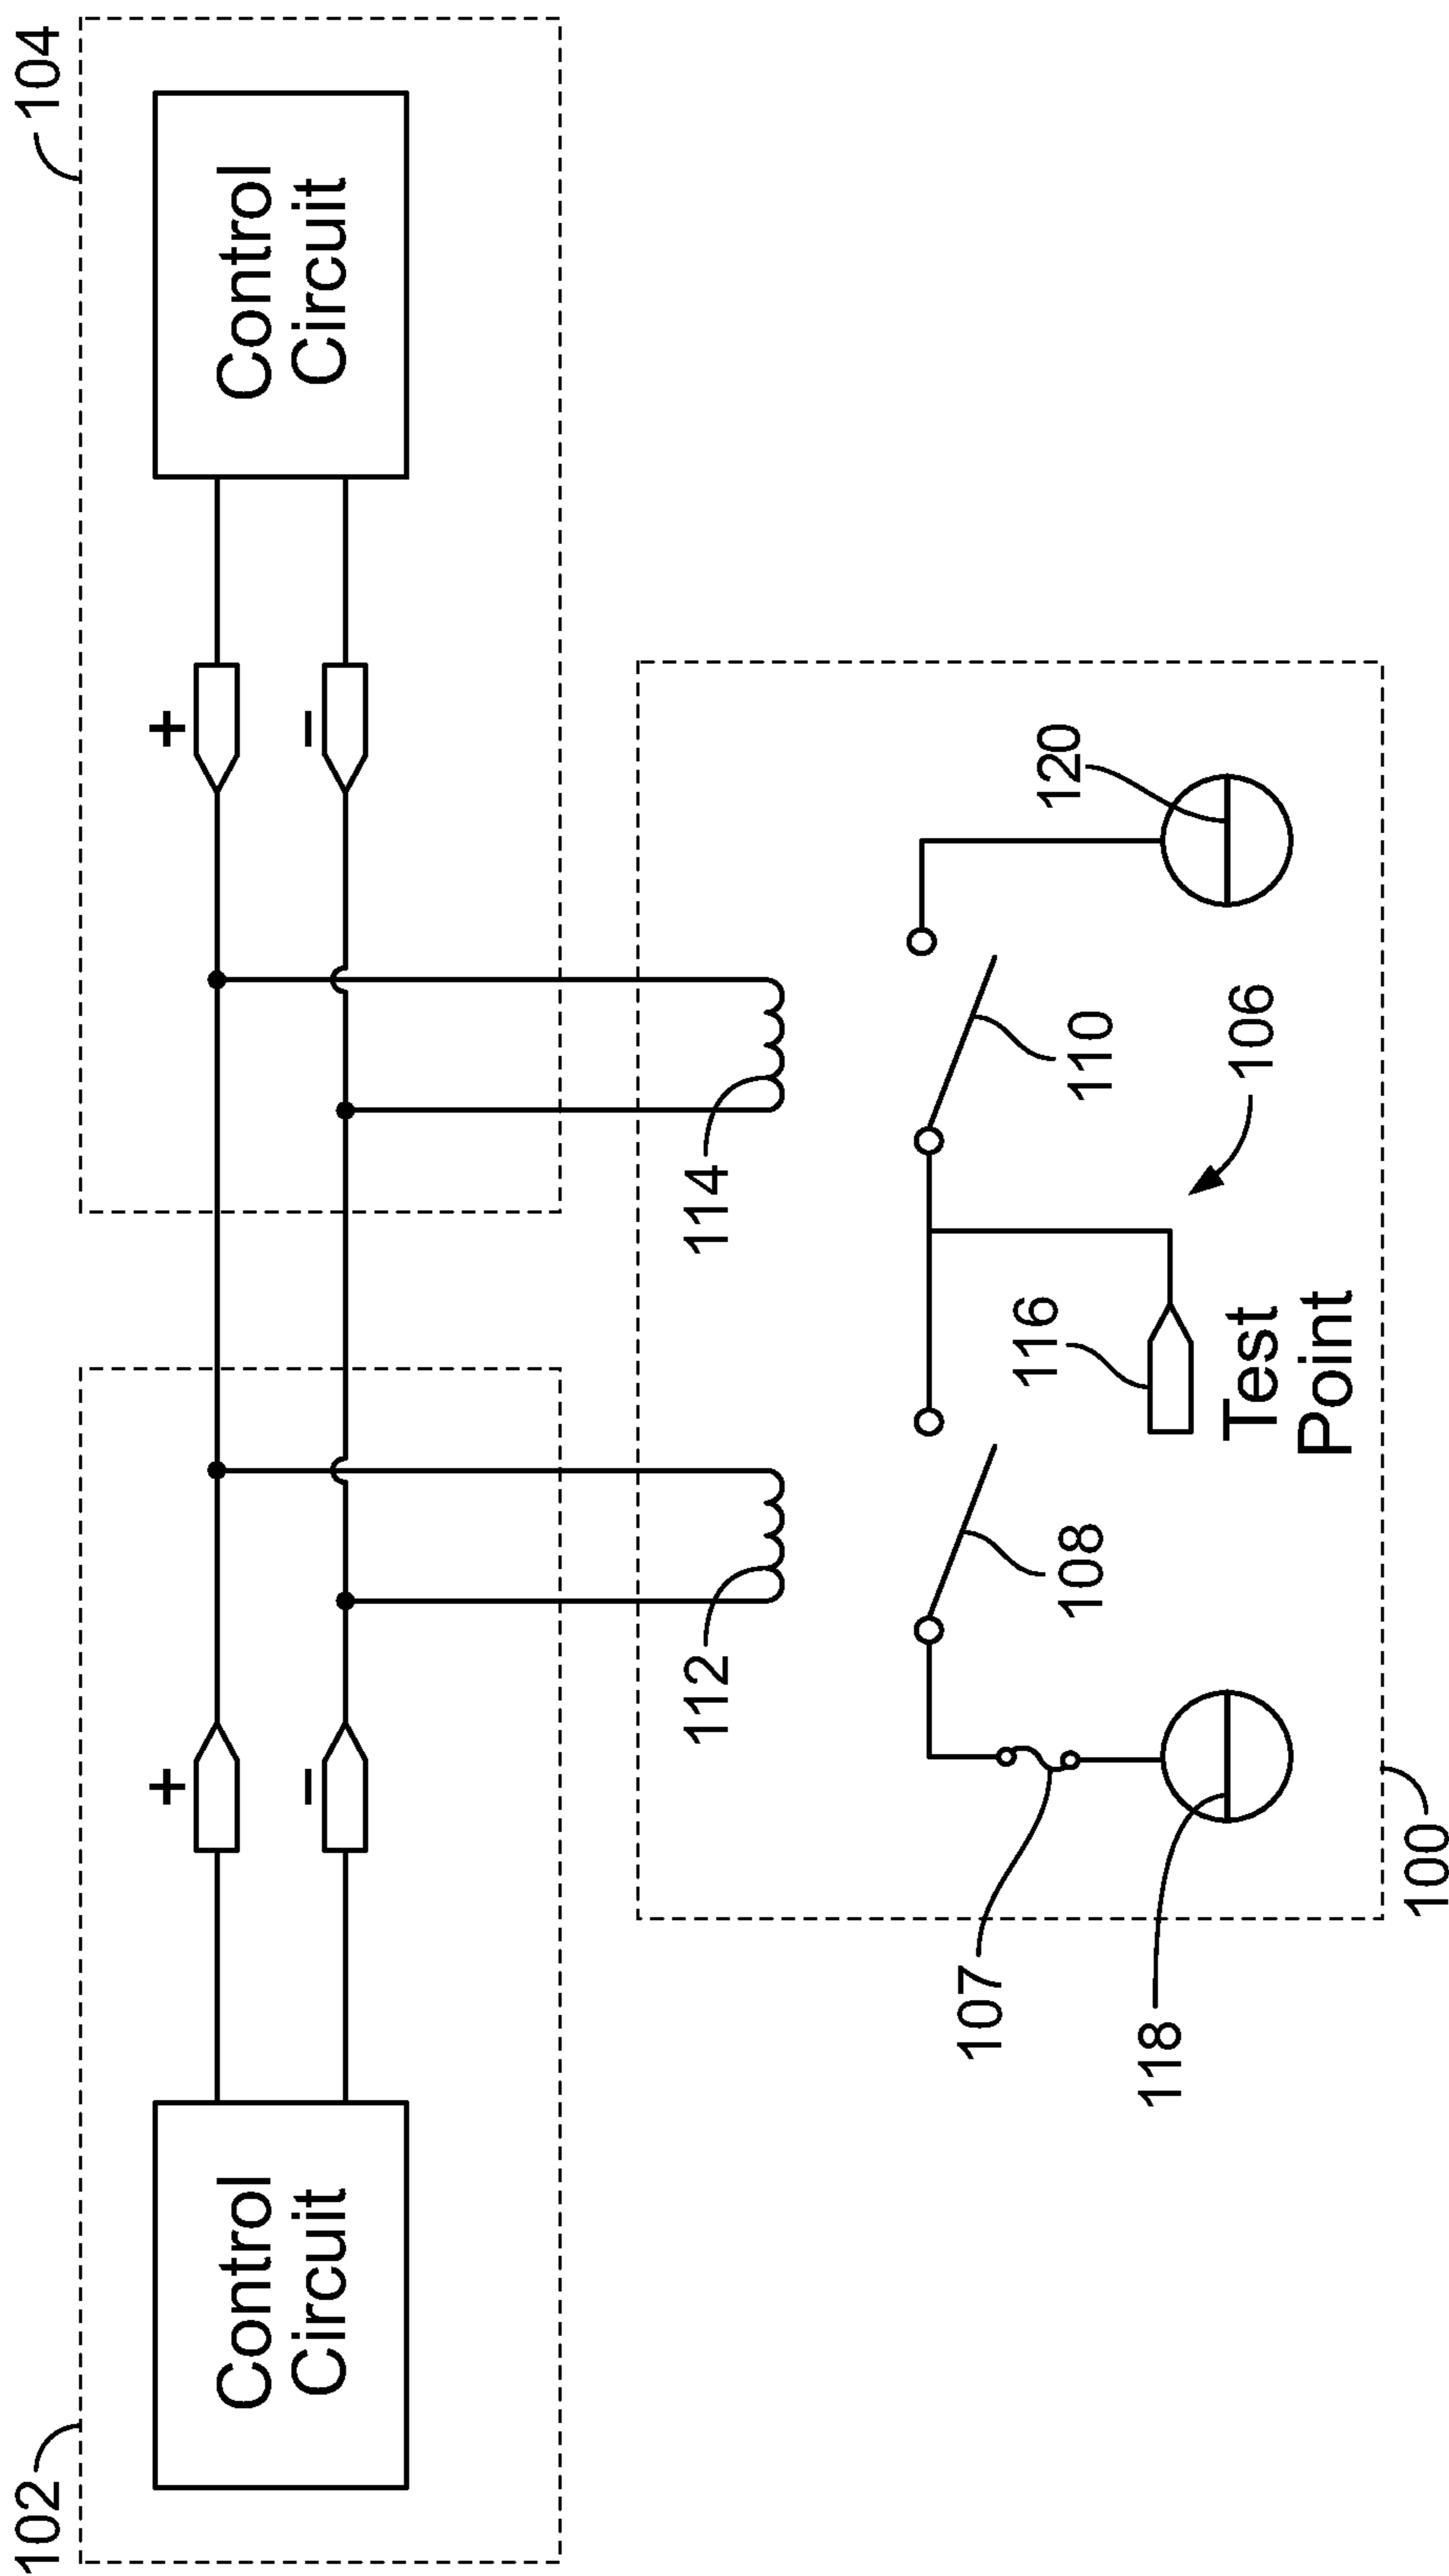 102
104
Control
Circuit
Control
Circuit
+
−
+
−
112
114
107
108
110
116
120
118
106
Test
Point
100